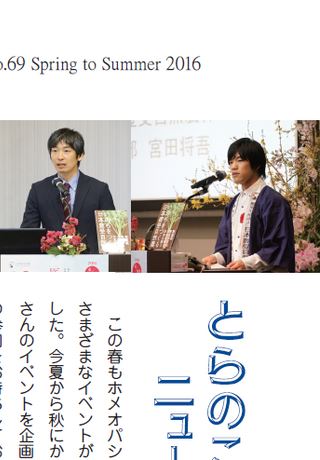 .69 Spring to Summer 2016
部 宮田将吾
とらのこ
ニュー
この春もホメオパシ
さまざまなイベントが
した。今夏から秋にか
さんのイベントを企画